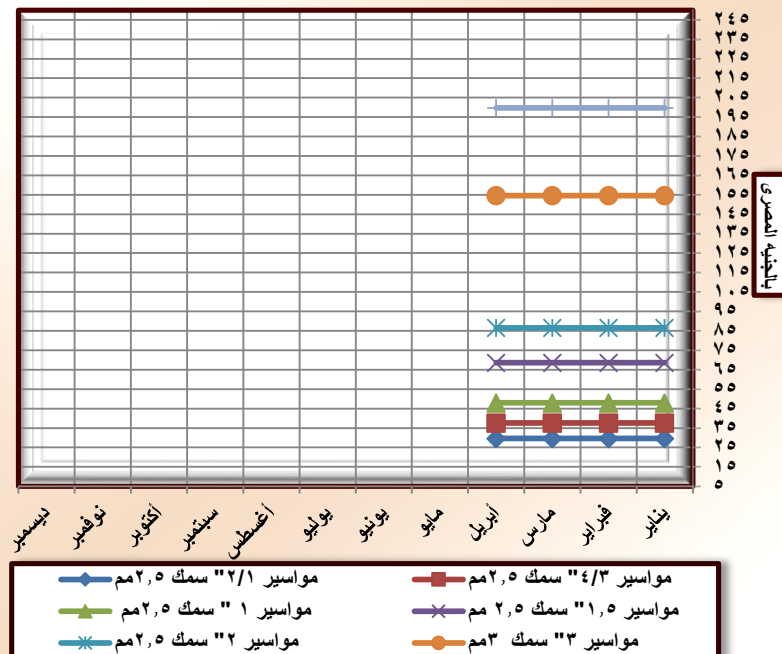 ٢٤٥
٢٣٥
٢٢٥
٢١٥
٢٠٥
١٩٥
١٨٥
١٧٥
١٦٥
١٥٥
١٤٥
١٣٥
١٢٥
١١٥
١٠٥
٩٥
٨٥
٧٥
٦٥
٥٥
٤٥
٣٥
٢٥
١٥
٥
بالجنيه المصرى
يناير
فبراير
مارس
أبريل
مايو
يونيو
يوليو
أغسطس
سبتمبر
أكتوبر
نوفمبر
ديسمبر
مواسير ٤/٣" سمك ٢,٥مم
مواسير ٢/١" سمك ٢,٥مم
مواسير ١,٥" سمك ٢,٥ مم
مواسير ١ " سمك ٢,٥مم
مواسير ٣" سمك ٣مم
مواسير ٢" سمك ٢,٥مم